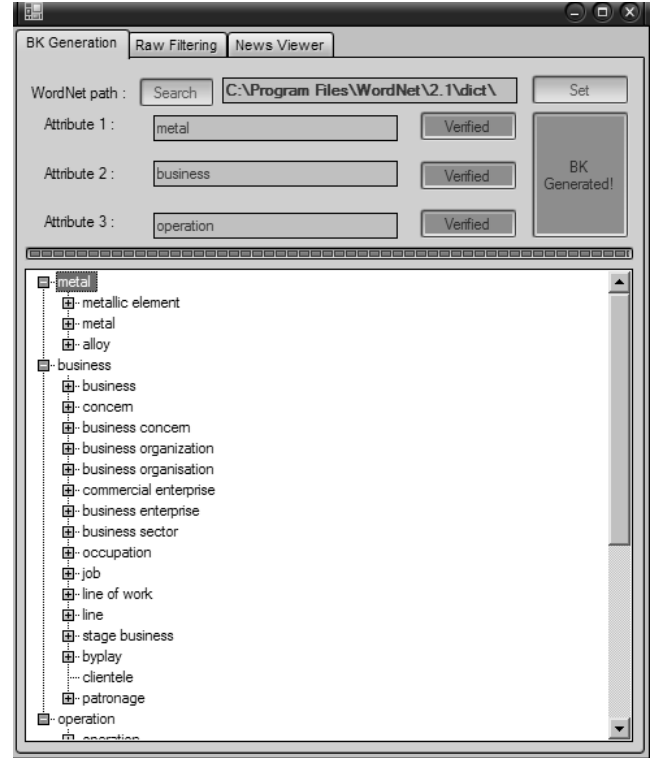 BK Generation Raw Filtering News Viewer
WordNet path : Search C:\Program Files\WordNet\2.1\dict\ Set
Attribute 1 : metal Verified
Attribute 2 : business Verified BK Generated!
Attribute 3 : operation Verified
metal
metallic element
metal
alloy
business
business
concern
business concern
business organization
business organisation
commercial enterprise
business enterprise
business sector
occupation
job
line of work
line
stage business
byplay
clientele
patronage
operation
operation